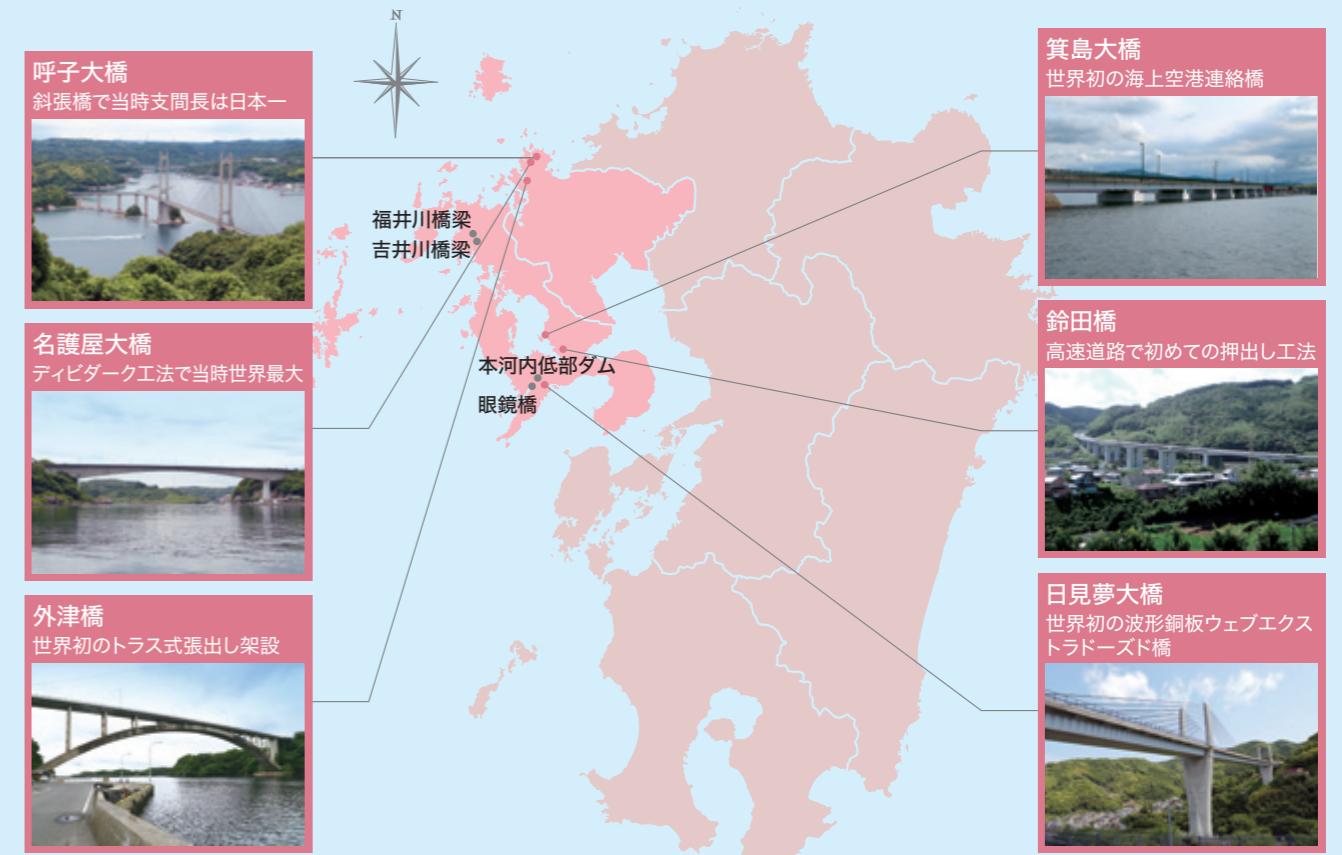 N
呼子大橋
斜張橋で当時支間長は日本一
名護屋大橋
ディビダーク工法で当時世界最大
外津橋
世界初のトラス式張出し架設
福井川橋梁
吉井川橋梁
本河内低部ダム
眼鏡橋
箕島大橋
世界初の海上空港連絡橋
鈴田橋
高速道路で初めての押出し工法
日見夢大橋
世界初の波形銅板ウェブエクス
トラドーズド橋